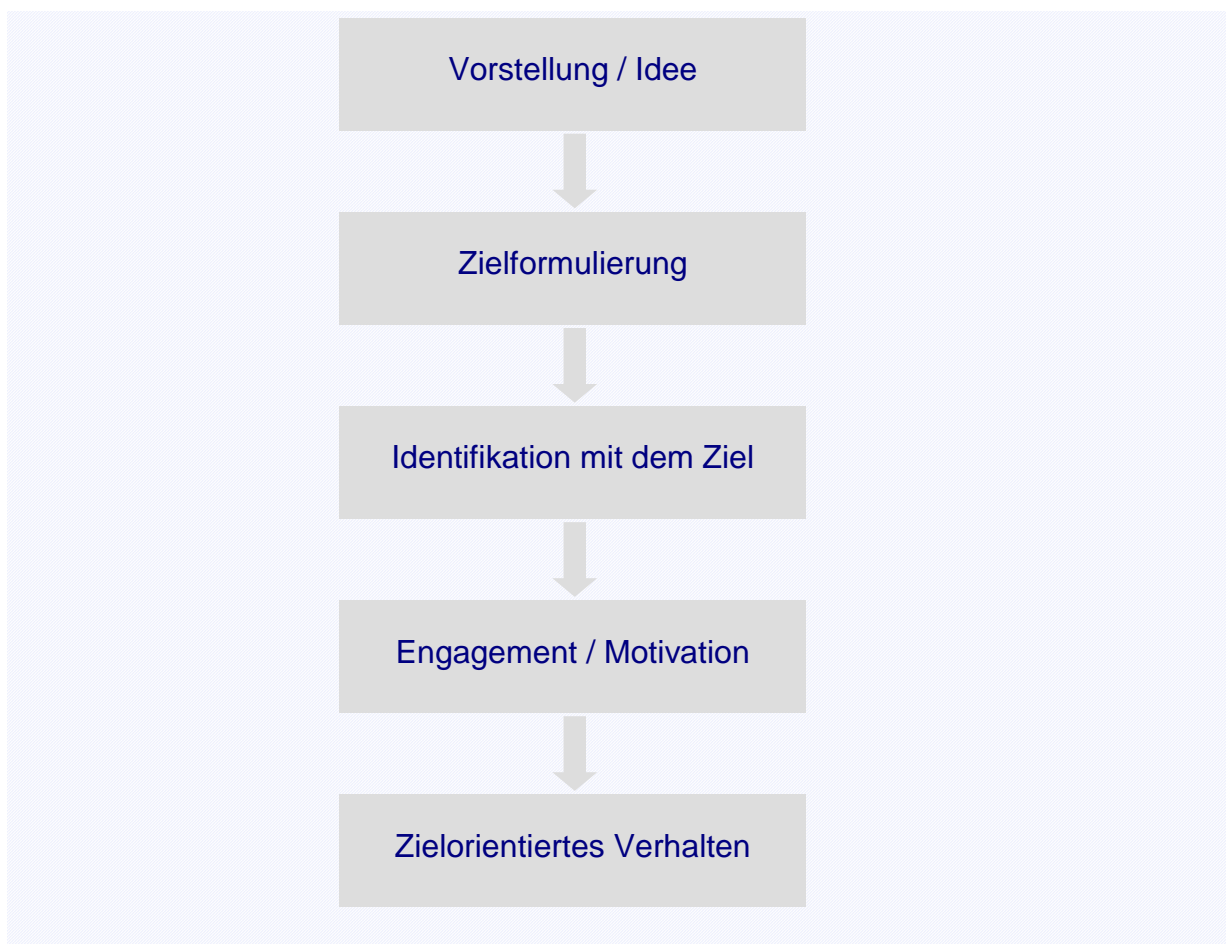 Vorstellung / Idee
Zielformulierung
Identifikation mit dem Ziel
Engagement / Motivation
Zielorientiertes Verhalten